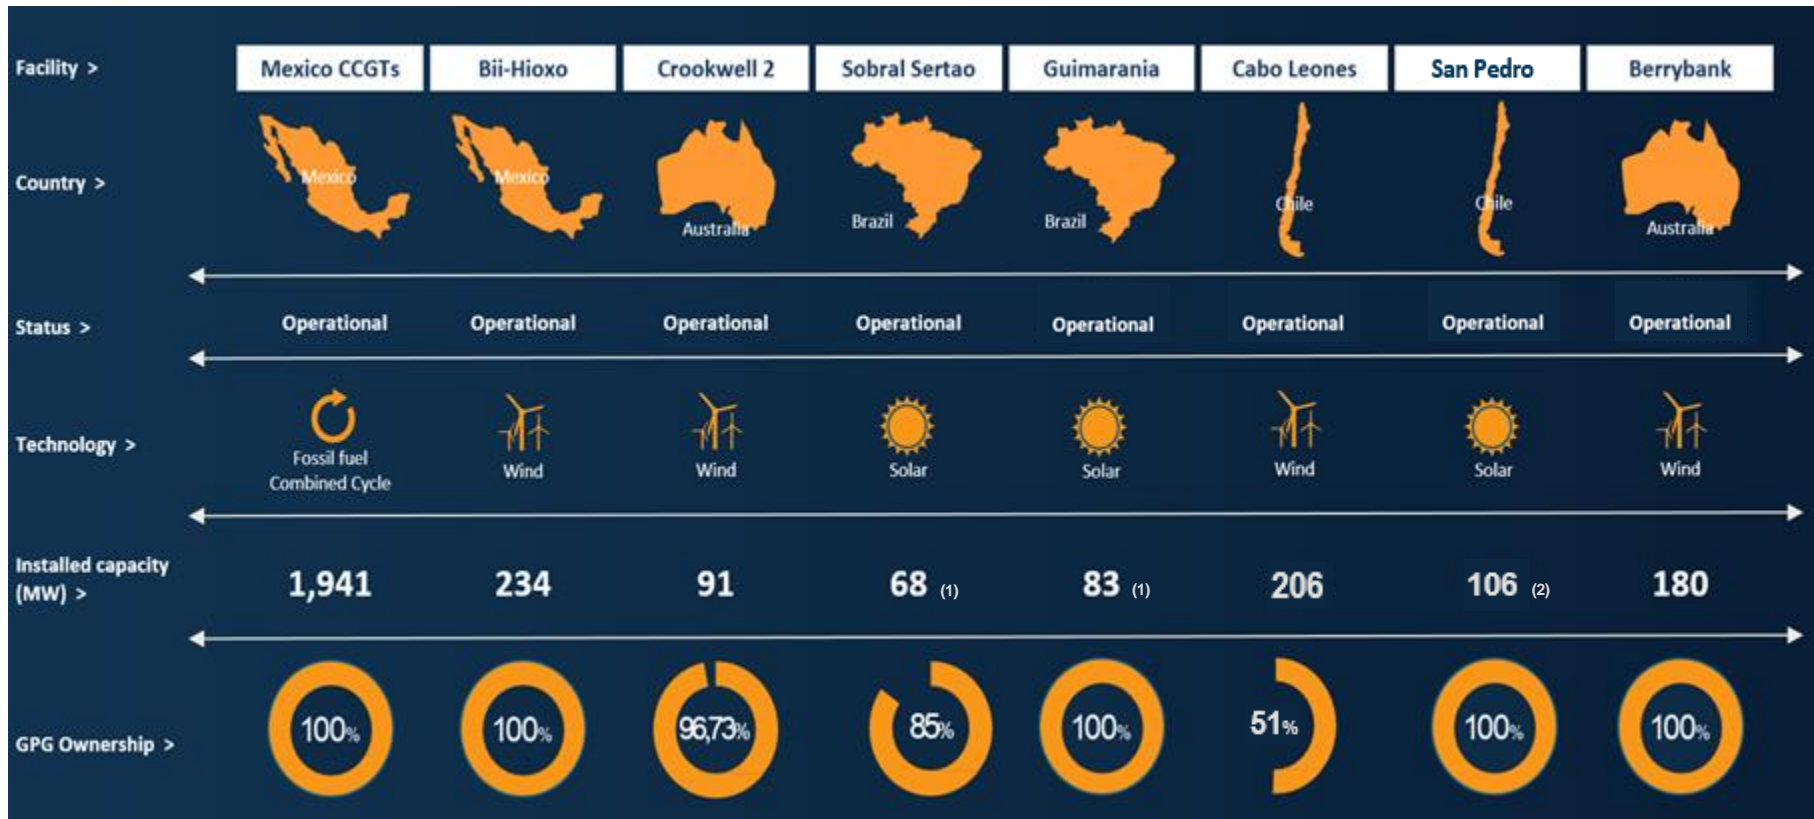 Facility > Mexico CCGTs Bii-Hioxo Crookwell 2 Sobral Sertao Guimarania Cabo Leones San Pedro Berrybank
Country > Mexico Mexico Australia Brazil Brazil Chile Chile Australia
Status > Operational Operational Operational Operational Operational Operational Operational Operational
Technology > Fossil fuel Combined Cycle Wind Wind Solar Solar Wind Solar Wind
Installed capacity
(MW) > 1,941 234 91 68 (1) 83 (1) 206 106 (2) 180
GPG Ownership > 100% 100% 96,73% 85% 100% 51% 100% 100%